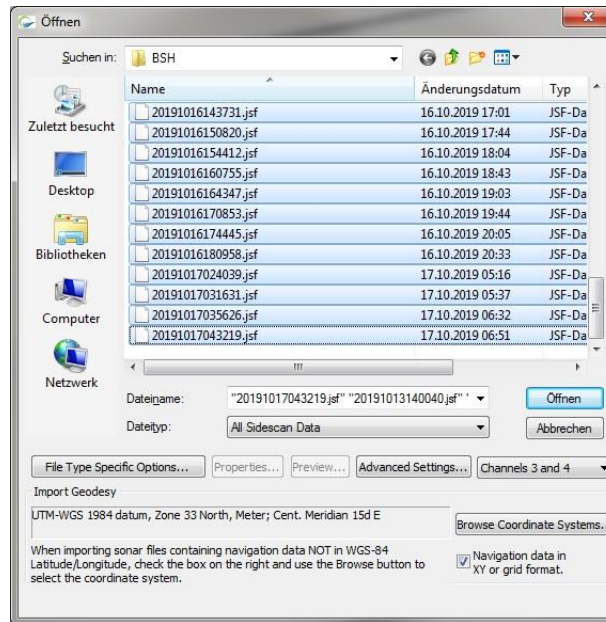 Öffnen
Suchen in: BSH
Name Änderungsdatum Typ
20191016143731.jsf 16.10.2019 17:01 JSF-Da
20191016150820.jsf 16.10.2019 17:44 JSF-Da
20191016154412.jsf 16.10.2019 18:04 JSF-Da
20191016160755.jsf 16.10.2019 18:43 JSF-Da
20191016164347.jsf 16.10.2019 19:03 JSF-Da
20191016170853.jsf 16.10.2019 19:44 JSF-Da
20191016174445.jsf 16.10.2019 20:05 JSF-Da
20191016180958.jsf 16.10.2019 20:33 JSF-Da
20191017024039.jsf 17.10.2019 05:16 JSF-Da
20191017031631.jsf 17.10.2019 05:37 JSF-Da
20191017035626.jsf 17.10.2019 06:32 JSF-Da
20191017043219.jsf 17.10.2019 06:51 JSF-Da
Zuletzt besucht
Desktop
Bibliotheken
Computer
Netzwerk
Dateiname: "20191017043219.jsf" "20191013140040.jsf" " Öffnen
Dateityp: All Sidescan Data Abbrechen
File Type Specific Options... Properties... Preview... Advanced Settings... Channels 3 and 4
Import Geodesy
UTM-WGS 1984 datum, Zone 33 North, Meter; Cent. Meridian 15d E
Browse Coordinate Systems..
When importing sonar files containing navigation data NOT in WGS-84
Latitude/Longitude, check the box on the right and use the Browse button to
select the coordinate system.
Navigation data in
XY or grid format.